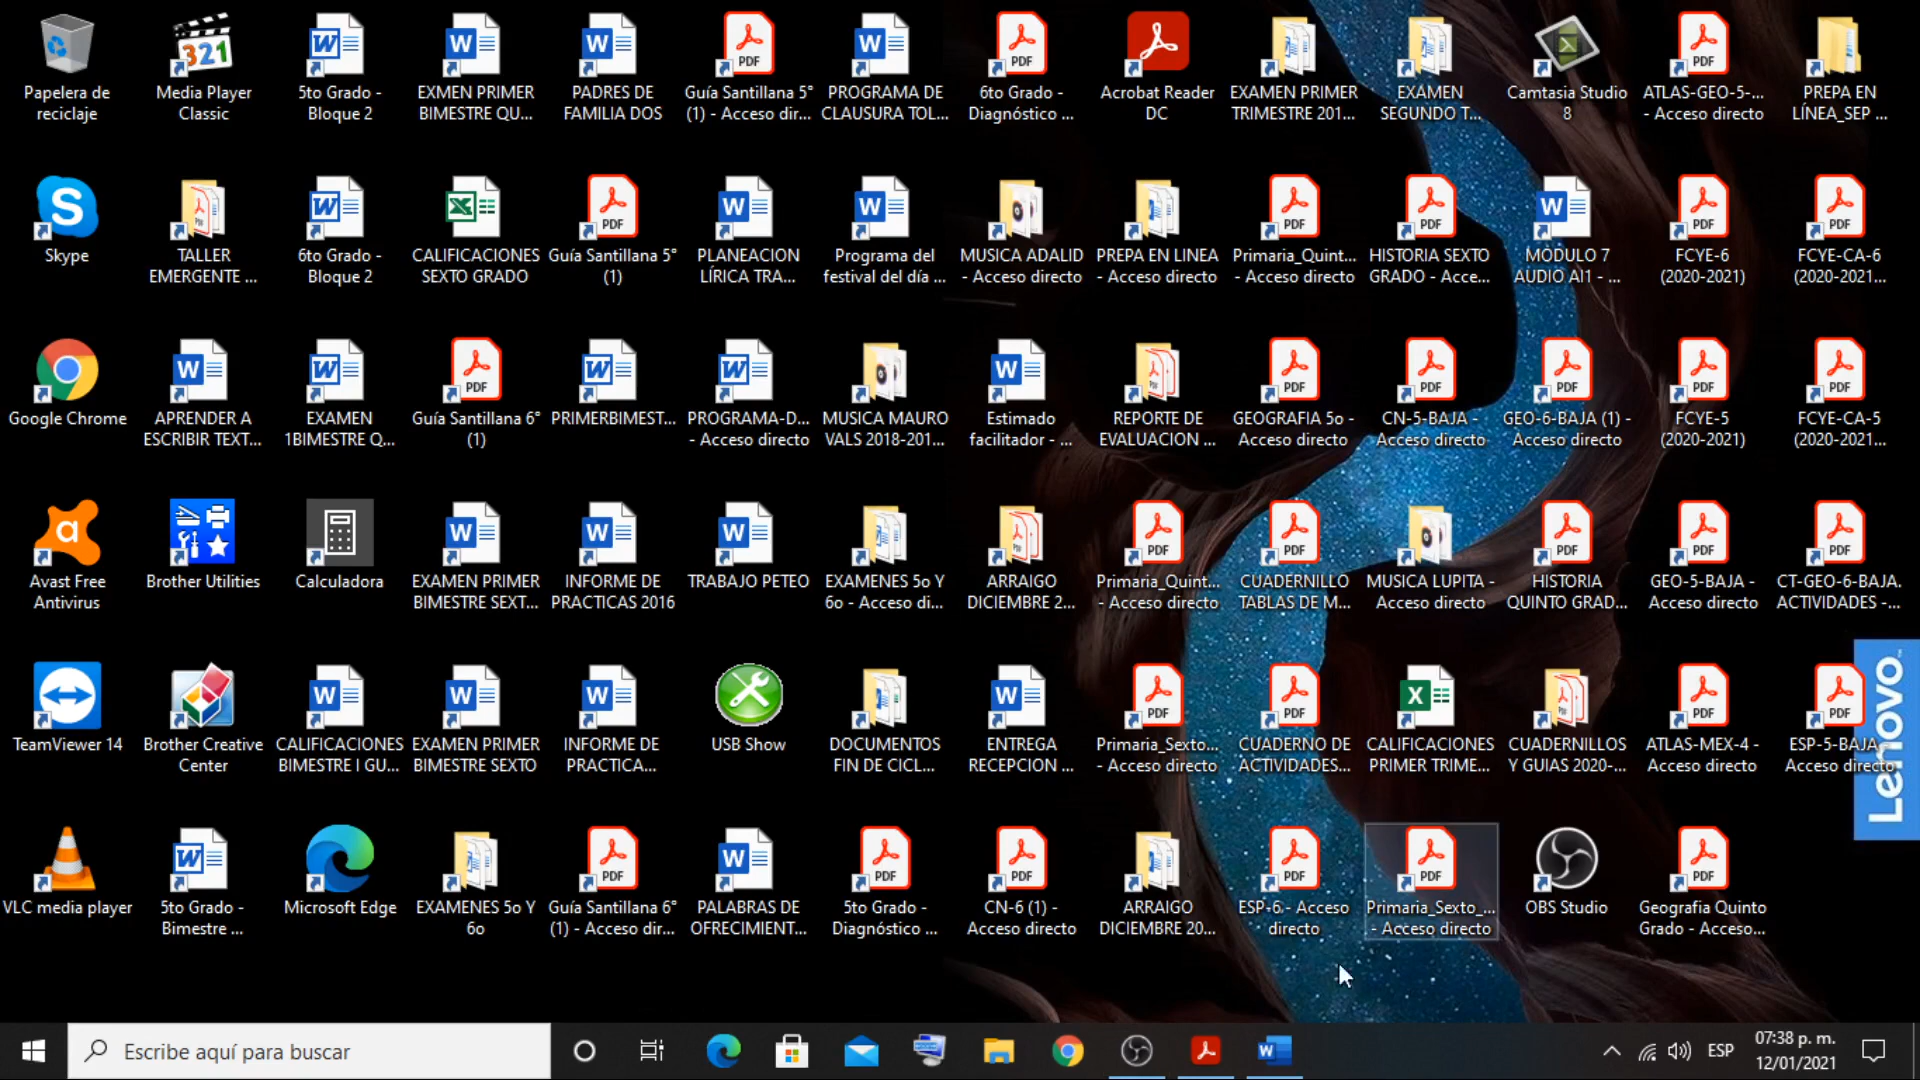 Papelera de
reciclaje
Media Player
Classic
5to Grado -
Bloque 2
EXMEN PRIMER
BIMESTRE QU...
PADRES DE
FAMILIA DOS
Guía Santillana 5°
(1) - Acceso dir...
PROGRAMA DE
CLAUSURA TOL...
6to Grado -
Diagnóstico ...
Acrobat Reader
DC
EXAMEN PRIMER
TRIMESTRE 201...
EXAMEN
SEGUNDO T...
Camtasia Studio
8
ATLAS-GEO-5-...
- Acceso directo
PREPA EN
LÍNEA_SEP ...
Skype
TALLER
EMERGENTE ...
6to Grado -
Bloque 2
CALIFICACIONES
SEXTO GRADO
Guía Santillana 5°
(1)
PLANEACION
LÍRICA TRA...
Programa del
festival del día ...
MUSICA ADALID
- Acceso directo
PREPA EN LINEA
- Acceso directo
Primaria_Quint...
- Acceso directo
HISTORIA SEXTO
GRADO - Acce...
MÓDULO 7
AUDIO AI1 - ...
FCYE-6
(2020-2021)
FCYE-CA-6
(2020-2021...
Google Chrome
APRENDER A
ESCRIBIR TEXT...
EXAMEN
1BIMESTRE Q...
Guía Santillana 6°
(1)
PRIMERBIMEST...
PROGRAMA-D...
- Acceso directo
MUSICA MAURO
VALS 2018-201...
Estimado
facilitador - ...
REPORTE DE
EVALUACION ...
GEOGRAFIA 5o -
Acceso directo
CN-5-BAJA -
Acceso directo
GEO-6-BAJA (1) -
Acceso directo
FCYE-5
(2020-2021)
FCYE-CA-5
(2020-2021...
Avast Free
Antivirus
Brother Utilities
Calculadora
EXAMEN PRIMER
BIMESTRE SEXT...
INFORME DE
PRACTICAS 2016
TRABAJO PETEO
EXAMENES 5o Y
6o - Acceso di...
ARRAIGO
DICIEMBRE 2...
Primaria_Quint...
- Acceso directo
CUADERNILLO
TABLAS DE M...
MUSICA LUPITA -
Acceso directo
HISTORIA
QUINTO GRAD...
GEO-5-BAJA -
Acceso directo
CT-GEO-6-BAJA.
ACTIVIDADES -...
TeamViewer 14
Brother Creative
Center
CALIFICACIONES
BIMESTRE I GU...
EXAMEN PRIMER
BIMESTRE SEXTO
INFORME DE
PRACTICA...
USB Show
DOCUMENTOS
FIN DE CICL...
ENTREGA
RECEPCION ...
Primaria_Sexto...
- Acceso directo
CUADERNO DE
ACTIVIDADES...
CALIFICACIONES
PRIMER TRIME...
CUADERNILLOS
Y GUIAS 2020-...
ATLAS-MEX-4 -
Acceso directo
ESP-5-BAJA -
Acceso directo
Lenovo
VLC media player
5to Grado -
Bimestre ...
Microsoft Edge
EXAMENES 5o Y
6o
Guía Santillana 6°
(1) - Acceso dir...
PALABRAS DE
OFRECIMIENT...
5to Grado -
Diagnóstico ...
CN-6 (1) -
Acceso directo
ARRAIGO
DICIEMBRE 20...
ESP-6 - Acceso
directo
Primaria_Sexto_...
- Acceso directo
OBS Studio
Geografia Quinto
Grado - Acceso...
Escribe aquí para buscar
ESP
07:38 p. m.
12/01/2021